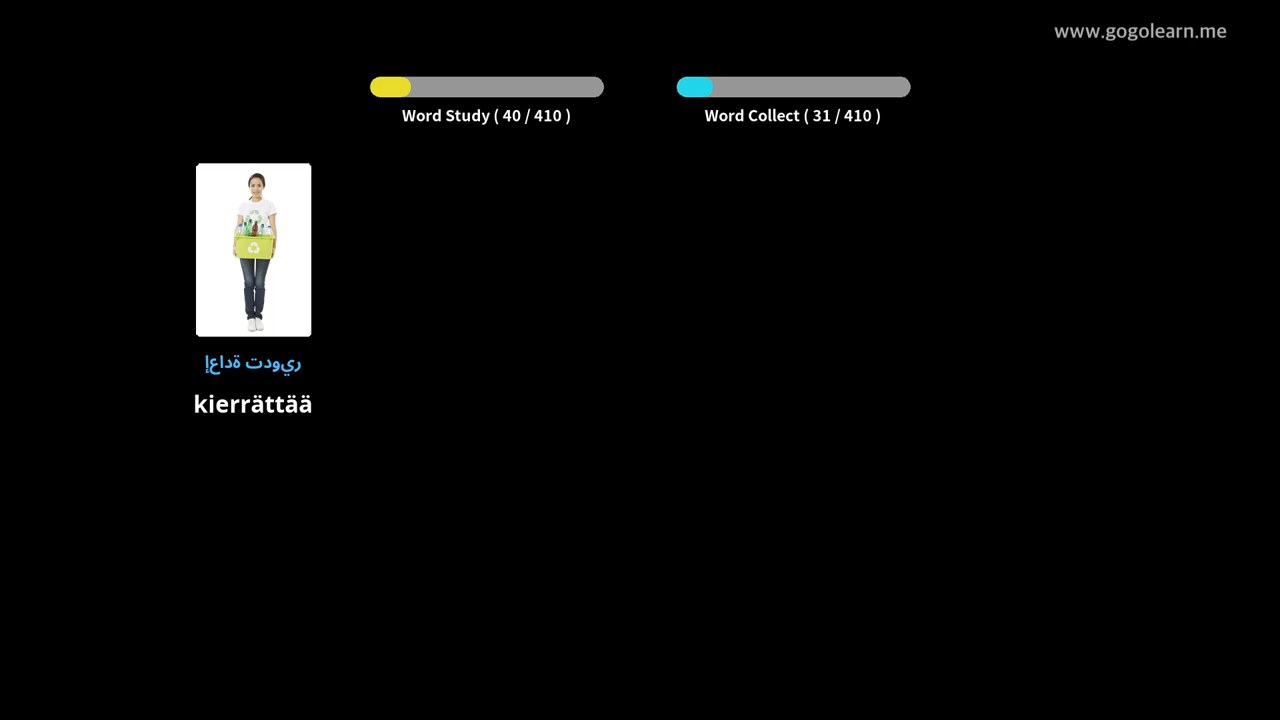 www.gogolearn.me
Word Study ( 40 / 410 )
Word Collect ( 31 / 410 )
إعادة تدوير
kierrättää